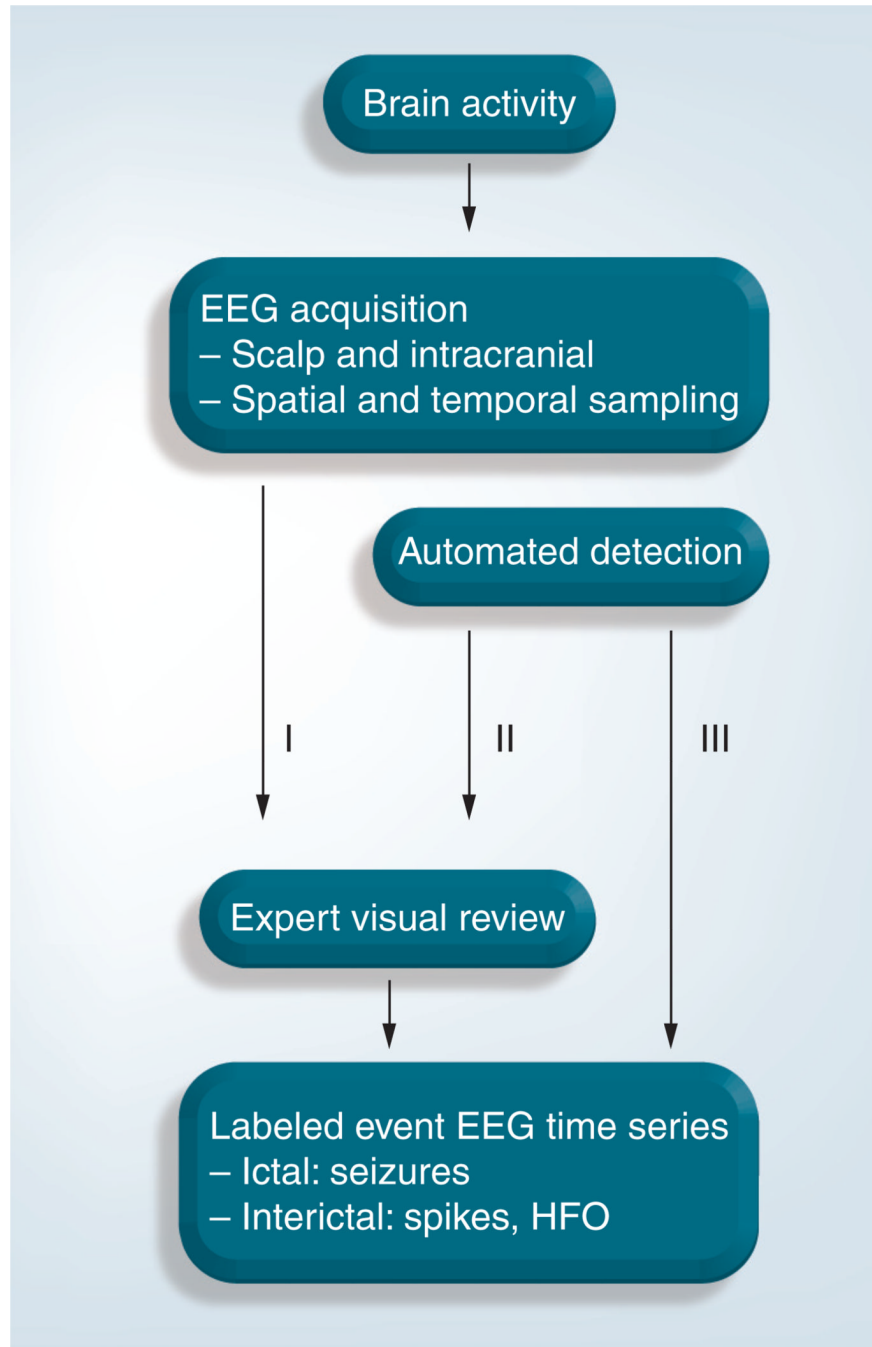 Brain activity
EEG acquisition
– Scalp and intracranial
– Spatial and temporal sampling
Automated detection
I
II
III
Expert visual review
Labeled event EEG time series
– Ictal: seizures
– Interictal: spikes, HFO